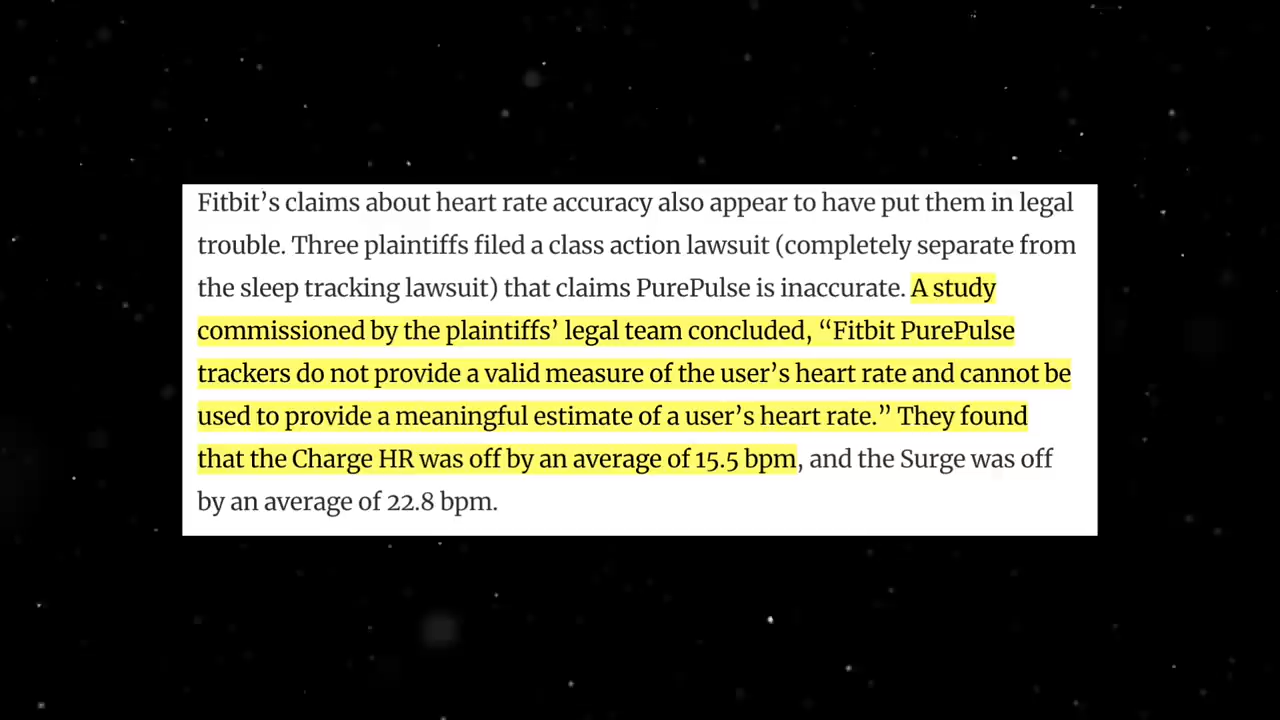 Fitbit’s claims about heart rate accuracy also appear to have put them in legal
trouble. Three plaintiffs filed a class action lawsuit (completely separate from
the sleep tracking lawsuit) that claims PurePulse is inaccurate. A study
commissioned by the plaintiffs’ legal team concluded, “Fitbit PurePulse
trackers do not provide a valid measure of the user’s heart rate and cannot be
used to provide a meaningful estimate of a user’s heart rate.” They found
that the Charge HR was off by an average of 15.5 bpm, and the Surge was off
by an average of 22.8 bpm.